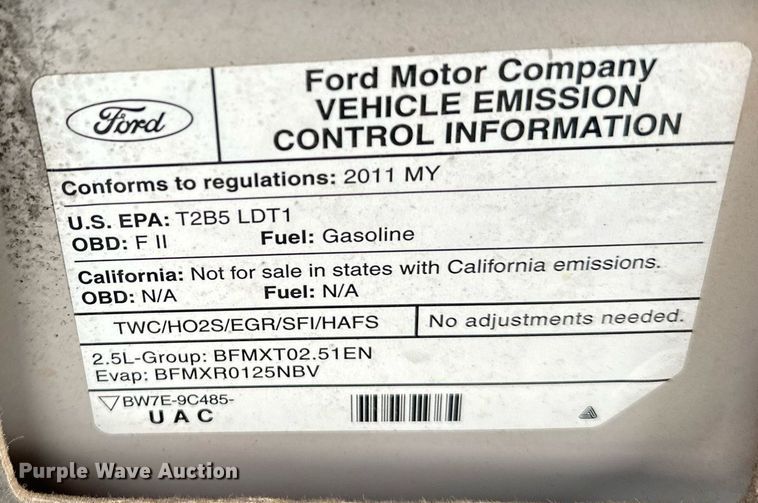 Ford
Ford Motor Company
VEHICLE EMISSION
CONTROL INFORMATION
Conforms to regulations: 2011 MY
U.S. EPA: T2B5 LDT1
OBD: F II Fuel: Gasoline
California: Not for sale in states with California emissions.
OBD: N/A Fuel: N/A
TWC/HO2S/EGR/SFI/HAFS
No adjustments needed.
2.5L-Group: BFMXT02.51EN
Evap: BFMXR0125NBV
BW7E-9C485-
U A C
Purple Wave Auction